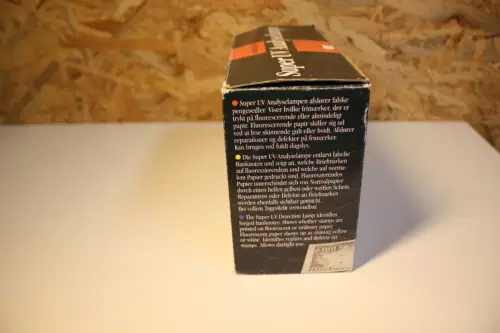 Super UV Analyselampe
Super UV Analyselampen afslører falske
pengesedler. Viser hvilke frimærker, der er
trykt på fluorescerende eller almindeligt
papir. Fluorescerende papir skiller sig ud
ved at lese skinnende gult eller hvidt. Afslører
reparationer og defekter på frimærker
kan bruges ved fuldt dagslys.
Die Super UV-Analyselampe entlarvt falsche
Banknoten und zeigt an, welche Briefmarken
auf fluoreszierendem und welche auf norma-
lem Papier gedruckt sind. Fluoreszierendes
Papier unterscheidet sich von Normalpapier
durch einen hellen gelben oder weißen Schein.
Reparaturen oder Defekte an Briefmarken
werden ebenfalls sichtbar gemacht.
Bei vollem Tageslicht verwendbar.
The Super UV Detection lamp identifies
forged banknotes. Shows whether stamps are
printed on fluorescent or ordinary paper.
Fluorescent paper shows up as shining yellow
or white. Identifies repairs and defects on
stamps. Allows daylight use.